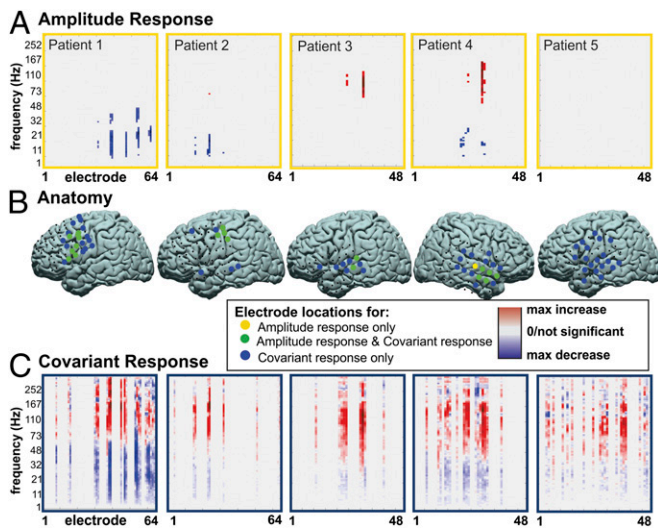 A Amplitude Response
Patient 1 Patient 2 Patient 3 Patient 4 Patient 5
frequency (Hz)
252
167
110
73
48
32
21
11
1
1 electrode 64 1 64 1 48 1 48 1 48
B Anatomy
Electrode locations for:
Amplitude response only
Amplitude response & Covariant response
Covariant response only
max increase
0/not significant
max decrease
C Covariant Response
frequency (Hz)
252
167
110
73
48
32
21
11
1
1 electrode 64 1 64 1 48 1 48 1 48